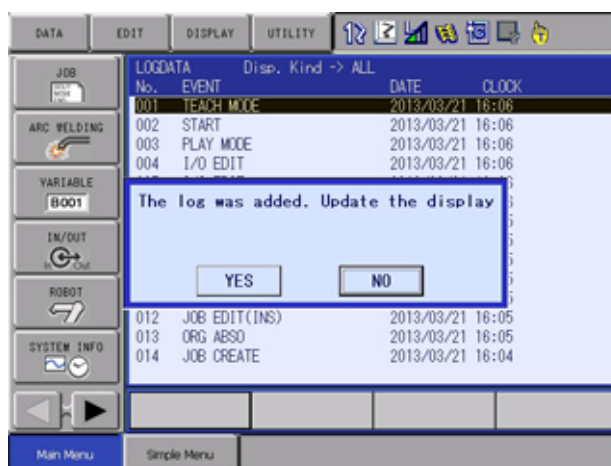 DATA EDIT DISPLAY UTILITY
JOB
LOGDATA Disp. Kind -> ALL
No. EVENT DATE CLOCK
001 TEACH MODE 2013/03/21 16:06
ARC WELDING
002 START 2013/03/21 16:06
003 PLAY MODE 2013/03/21 16:06
004 I/O EDIT 2013/03/21 16:06
VARIABLE
B001
The log was added. Update the display
IN/OUT
In Out
YES NO
ROBOT
012 JOB EDIT(INS) 2013/03/21 16:05
013 ORG ABSO 2013/03/21 16:05
014 JOB CREATE 2013/03/21 16:04
SYSTEM INFO
Main Menu Simple Menu